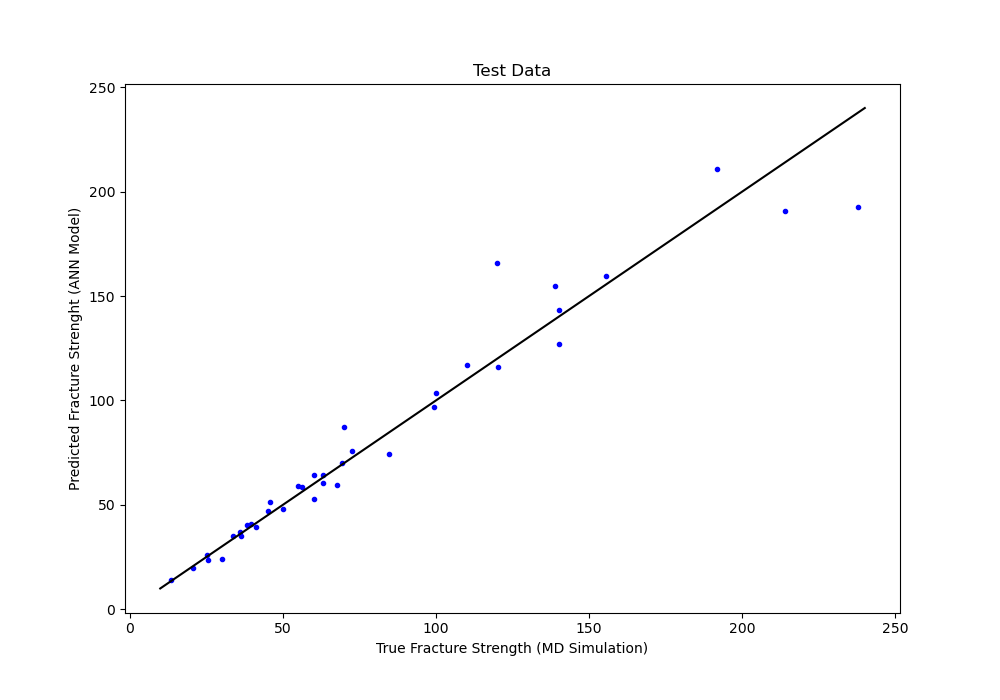 Test Data
250
200
150
100
50
0
Predicted Fracture Strenght (ANN Model)
0 50 100 150 200 250
True Fracture Strength (MD Simulation)